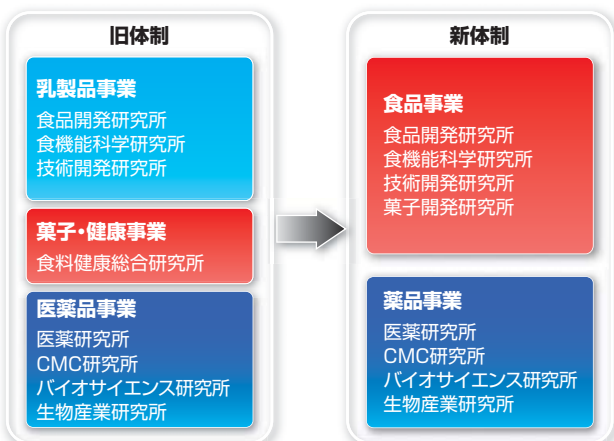 旧体制
乳製品事業
食品開発研究所
食機能科学研究所
技術開発研究所
菓子・健康事業
食料健康総合研究所
医薬品事業
医薬研究所
CMC研究所
バイオサイエンス研究所
生物産業研究所
新体制
食品事業
食品開発研究所
食機能科学研究所
技術開発研究所
菓子開発研究所
薬品事業
医薬研究所
CMC研究所
バイオサイエンス研究所
生物産業研究所